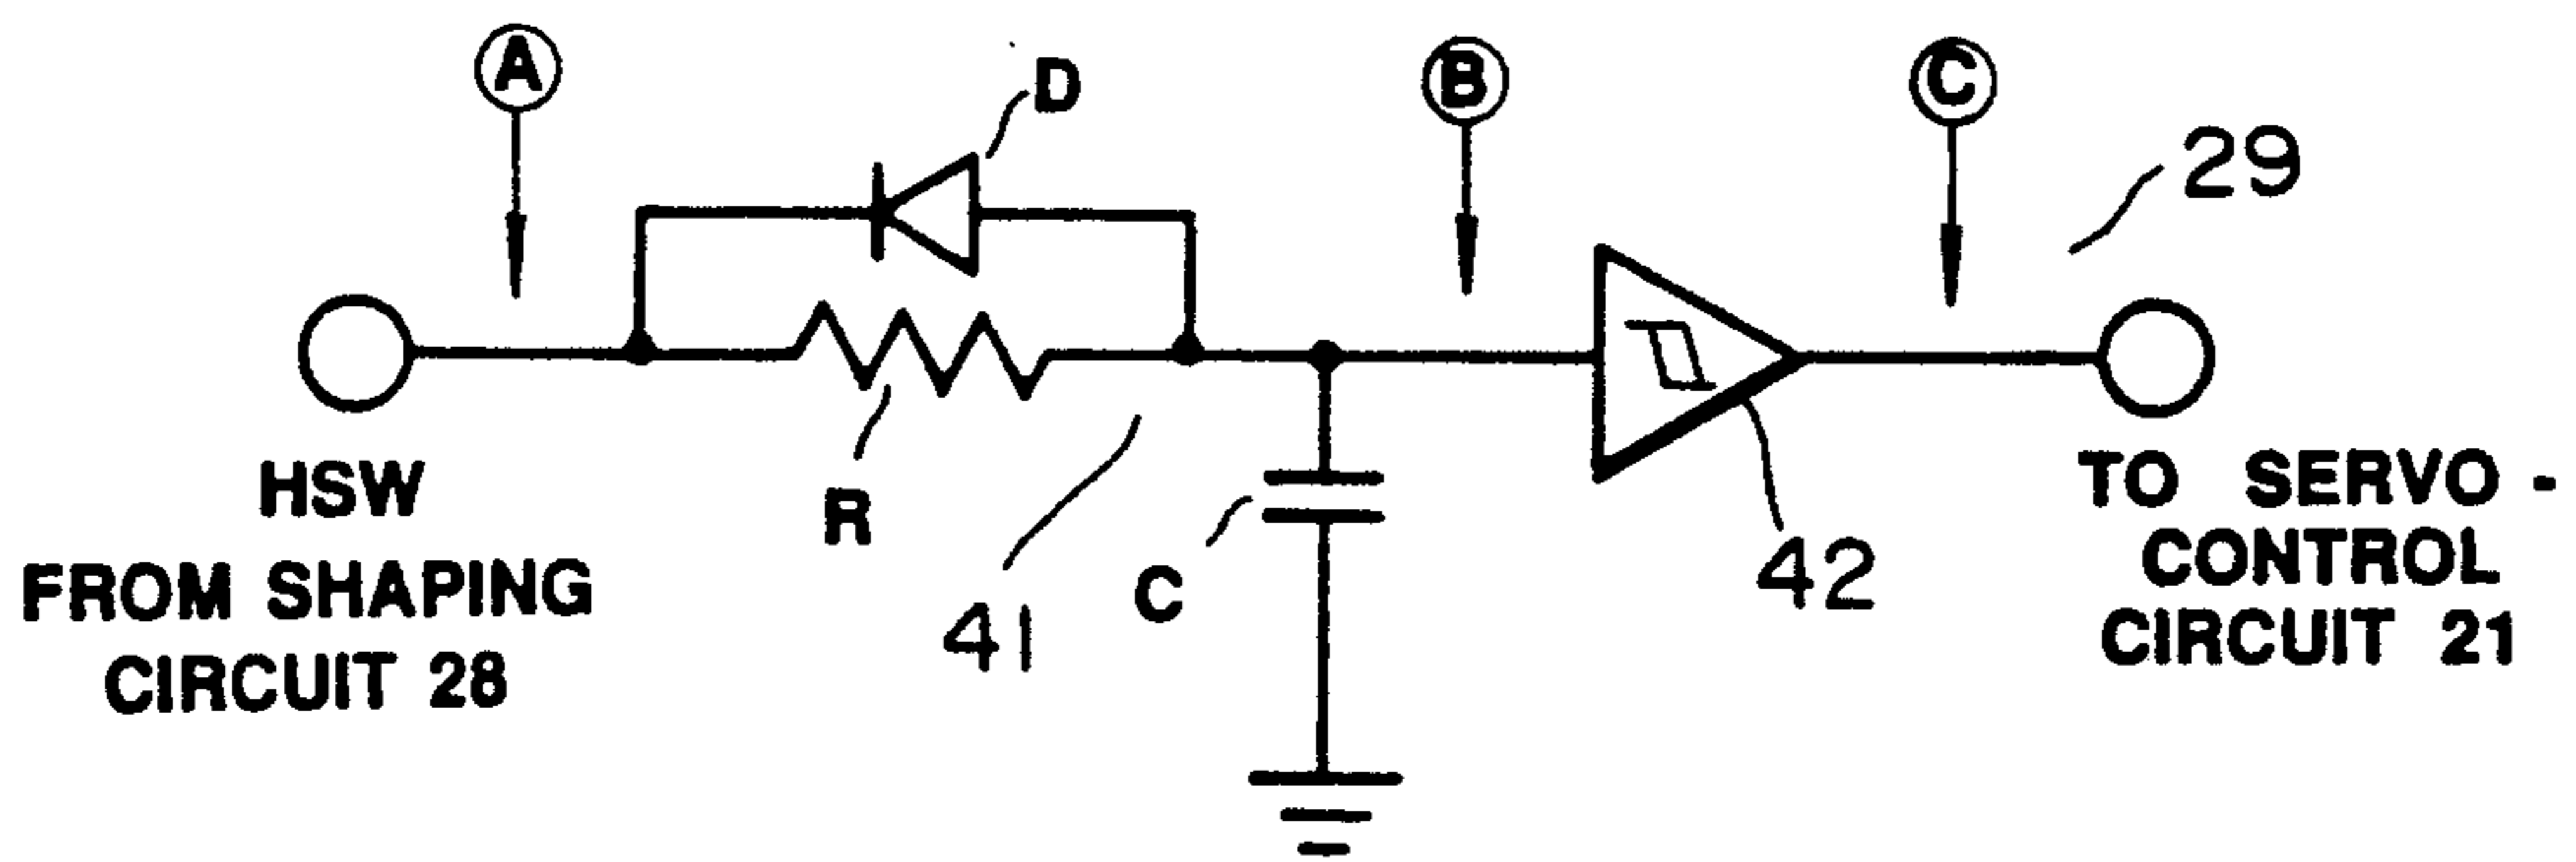 A
D
B
C
29
R
41
C
42
HSW
FROM SHAPING
CIRCUIT 28
TO SERVO -
CONTROL
CIRCUIT 21